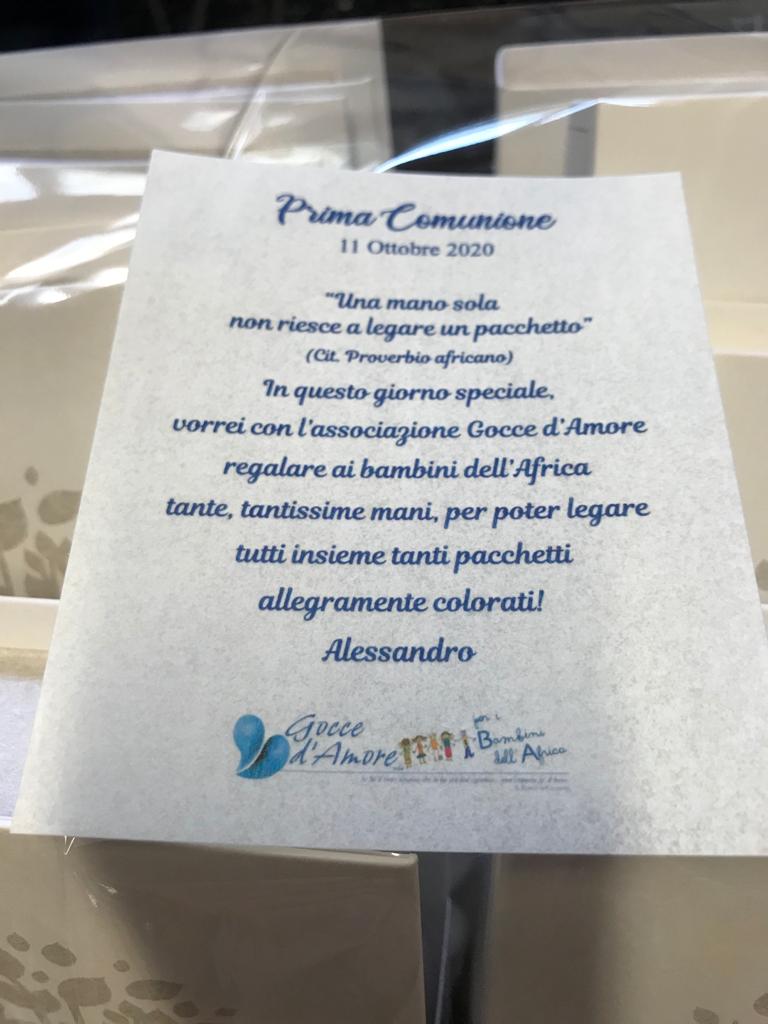 Prima Comunione
11 Ottobre 2020
"Una mano sola
non riesce a legare un pacchetto"
(Cit. Proverbio africano)
In questo giorno speciale,
vorrei con l'associazione Gocce d'Amore
regalare ai bambini dell'Africa
tante, tantissime mani, per poter legare
tutti insieme tanti pacchetti
allegramente colorati!
Alessandro
Gocce
d'Amore
per i
Bambini
dell'Africa